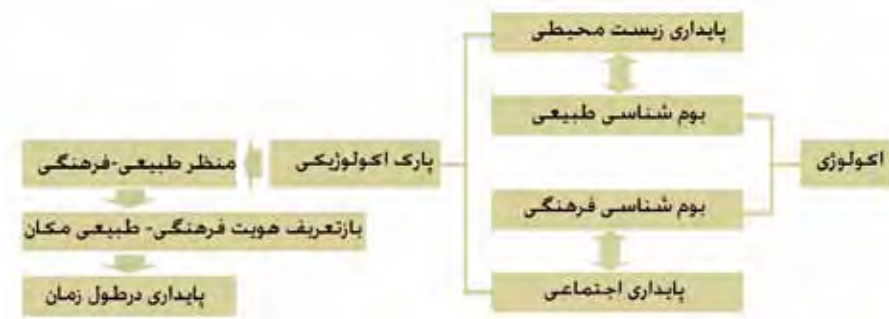 اکولوژی
پایداری زیست محیطی
بوم شناسی طبیعی
بوم شناسی فرهنگی
پایداری اجتماعی
پارک اکولوژیکی
منظر طبیعی-فرهنگی
بازتعریف هویت فرهنگی- طبیعی مکان
پایداری درطول زمان